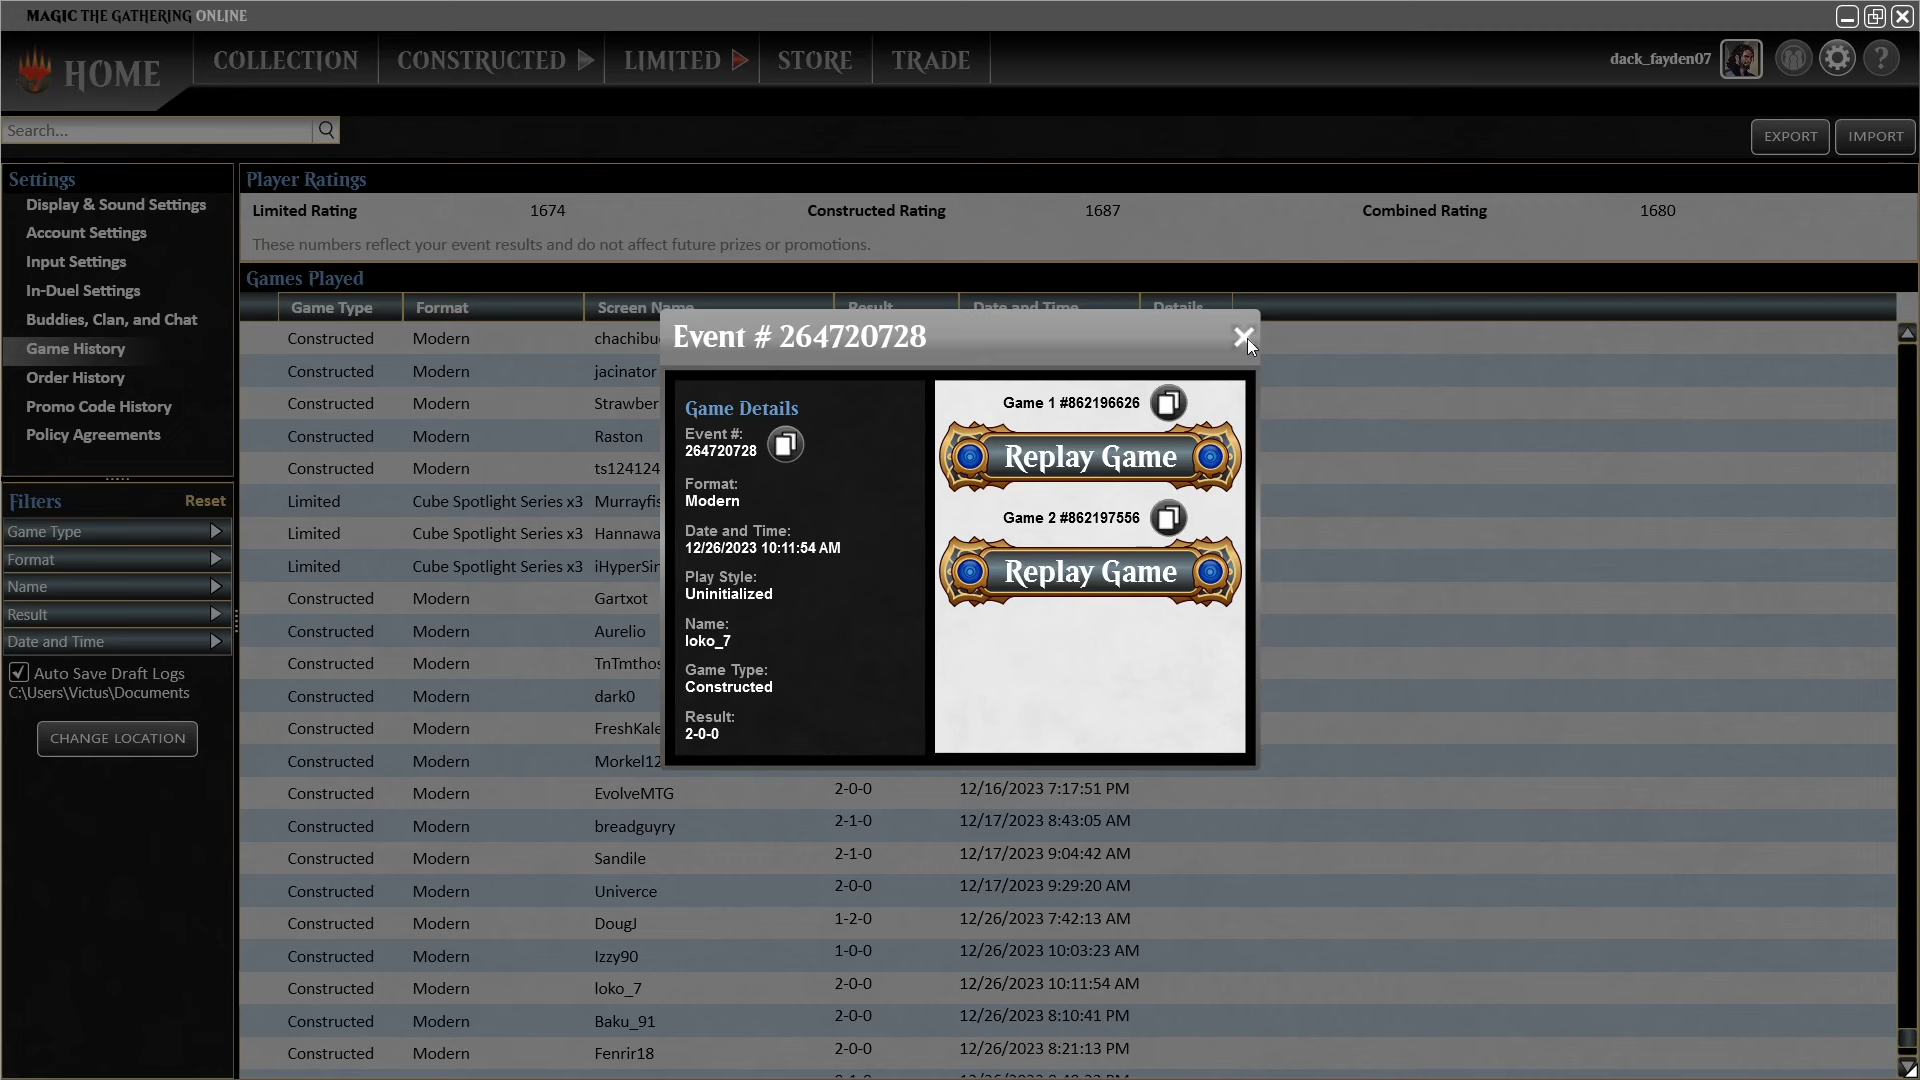 MAGIC THE GATHERING ONLINE
HOME
COLLECTION
CONSTRUCTED
LIMITED
STORE
TRADE
dack_fayden07
?
Search...
EXPORT
IMPORT
Settings
Display & Sound Settings
Account Settings
Input Settings
In-Duel Settings
Buddies, Clan, and Chat
Game History
Order History
Promo Code History
Policy Agreements
Filters Reset
Game Type
Format
Name
Result
Date and Time
Auto Save Draft Logs
C:\Users\Victus\Documents
CHANGE LOCATION
Player Ratings
Limited Rating 1674 Constructed Rating 1687 Combined Rating 1680
These numbers reflect your event results and do not affect future prizes or promotions.
Games Played
Game Type Format Screen Name Result Date and Time Details
Constructed Modern chachibu
Constructed Modern jacinator
Constructed Modern Strawber
Constructed Modern Raston
Constructed Modern ts124124
Limited Cube Spotlight Series x3 Murrayfis
Limited Cube Spotlight Series x3 Hannawa
Limited Cube Spotlight Series x3 iHyperSin
Constructed Modern Gartxot
Constructed Modern Aurelio
Constructed Modern TnTmthos
Constructed Modern dark0
Constructed Modern FreshKale
Constructed Modern Morkel12
Constructed Modern EvolveMTG 2-0-0 12/16/2023 7:17:51 PM
Constructed Modern breadguyry 2-1-0 12/17/2023 8:43:05 AM
Constructed Modern Sandile 2-1-0 12/17/2023 9:04:42 AM
Constructed Modern Univerce 2-0-0 12/17/2023 9:29:20 AM
Constructed Modern DougJ 1-2-0 12/26/2023 7:42:13 AM
Constructed Modern Izzy90 1-0-0 12/26/2023 10:03:23 AM
Constructed Modern loko_7 2-0-0 12/26/2023 10:11:54 AM
Constructed Modern Baku_91 2-0-0 12/26/2023 8:10:41 PM
Constructed Modern Fenrir18 2-0-0 12/26/2023 8:21:13 PM
Event # 264720728
Game Details
Event #:
264720728
Format:
Modern
Date and Time:
12/26/2023 10:11:54 AM
Play Style:
Uninitialized
Name:
loko_7
Game Type:
Constructed
Result:
2-0-0
Game 1 #862196626
Replay Game
Game 2 #862197556
Replay Game